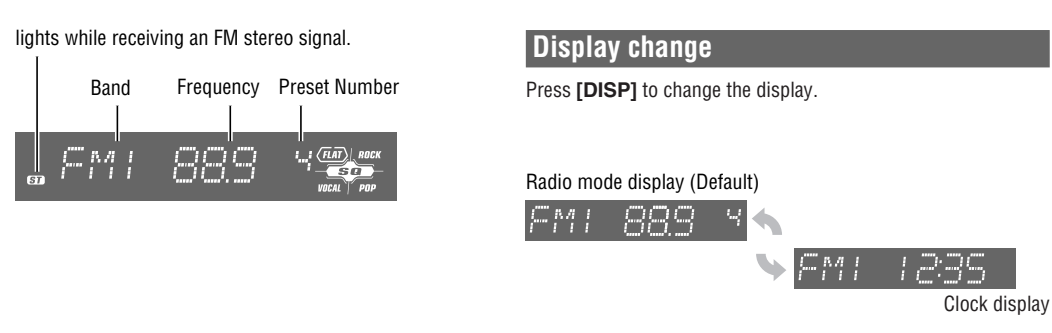 lights while receiving an FM stereo signal.
Band Frequency Preset Number
ST FM1 88.9 4 FLAT ROCK
SQ
VOCAL POP
Display change
Press [DISP] to change the display.
Radio mode display (Default)
FM1 88.9 4
FM1 12:35
Clock display